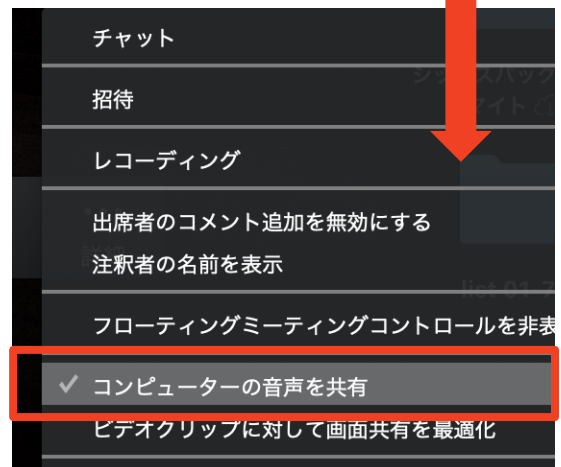 チャット
招待
レコーディング
出席者のコメント追加を無効にする
注釈者の名前を表示
フローティングミーティングコントロールを非表
コンピューターの音声を共有
ビデオクリップに対して画面共有を最適化